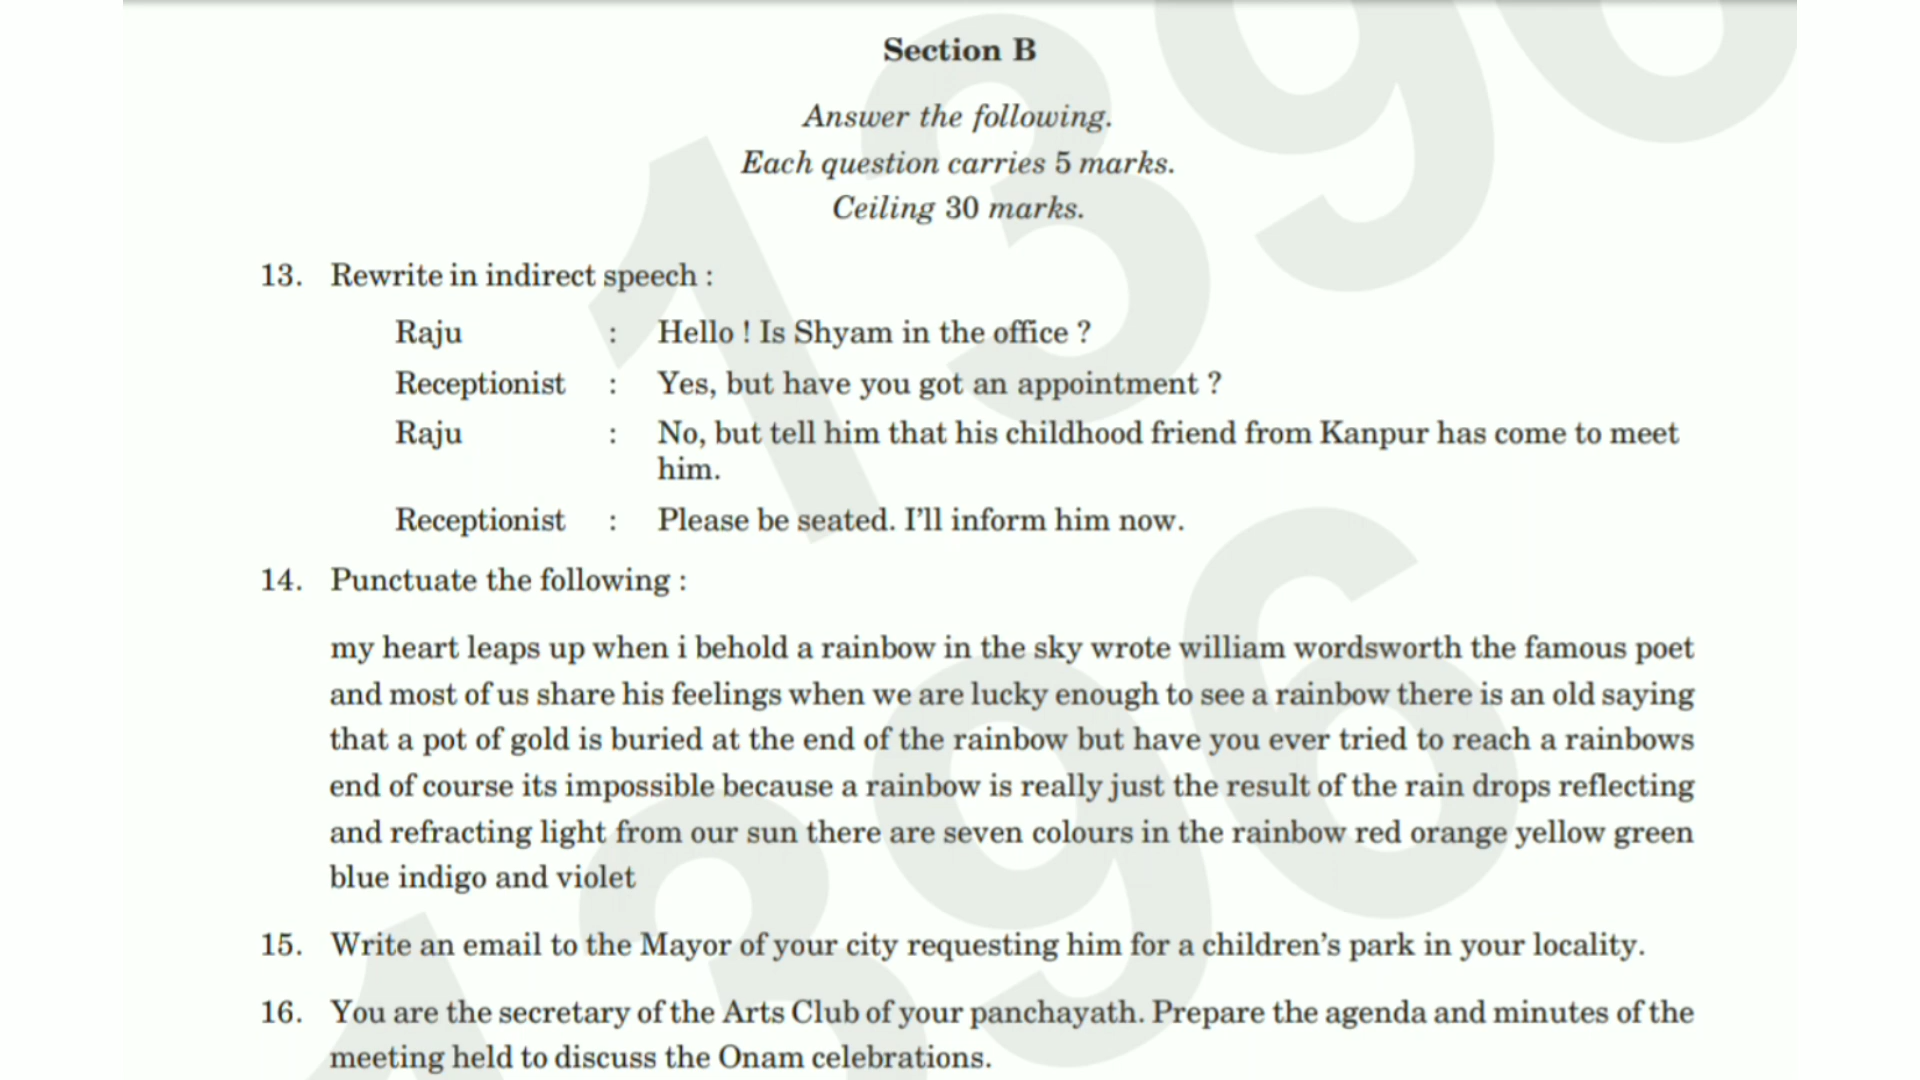 Section B
Answer the following.
Each question carries 5 marks.
Ceiling 30 marks.
13. Rewrite in indirect speech :
Raju : Hello ! Is Shyam in the office ?
Receptionist : Yes, but have you got an appointment ?
Raju : No, but tell him that his childhood friend from Kanpur has come to meet
him.
Receptionist : Please be seated. I'll inform him now.
14. Punctuate the following :
my heart leaps up when i behold a rainbow in the sky wrote william wordsworth the famous poet
and most of us share his feelings when we are lucky enough to see a rainbow there is an old saying
that a pot of gold is buried at the end of the rainbow but have you ever tried to reach a rainbows
end of course its impossible because a rainbow is really just the result of the rain drops reflecting
and refracting light from our sun there are seven colours in the rainbow red orange yellow green
blue indigo and violet
15. Write an email to the Mayor of your city requesting him for a children's park in your locality.
16. You are the secretary of the Arts Club of your panchayath. Prepare the agenda and minutes of the
meeting held to discuss the Onam celebrations.